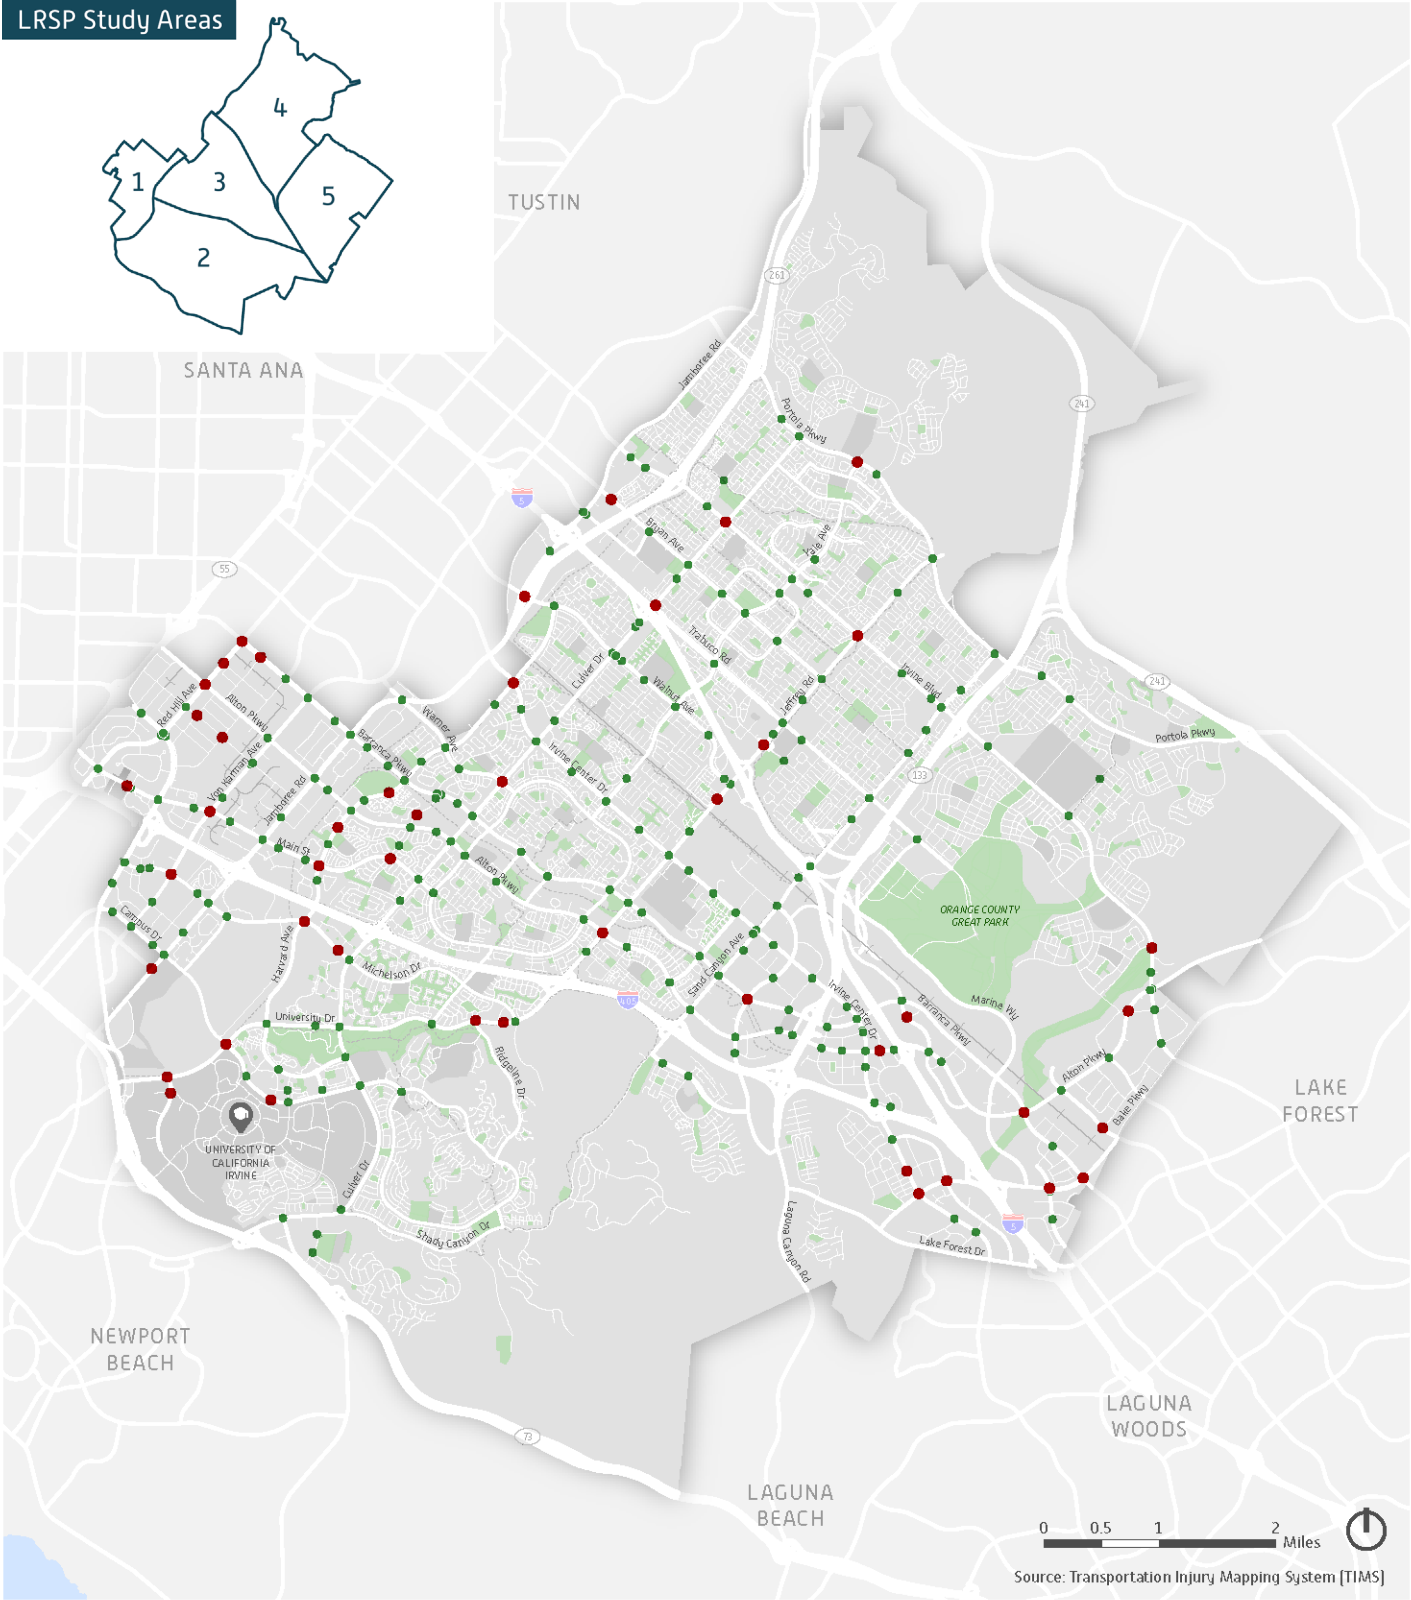 LRSP Study Areas
4
1
3
5
2
TUSTIN
261
SANTA ANA
Jamboree Rd
241
Portola Pkwy
5
Bryan Ave
Yale Ave
55
Trabuco Rd
Culver Dr
Irvine Blvd
241
Walnut Ave
Jeffrey Rd
Red Hill Ave
Alton Pkwy
Warner Ave
Portola Pkwy
Barranca Pkwy
Irvine Center Dr
133
Von Karman Ave
Jamboree Rd
Main St
Alton Pkwy
ORANGE COUNTY
GREAT PARK
Campus Dr
Harvard Ave
Sand Canyon Ave
Michelson Dr
405
Irvine Center Dr
Barranca Pkwy
Marine Wy
University Dr
Ridgeline Dr
Alton Pkwy
Bake Pkwy
LAKE
FOREST
UNIVERSITY OF
CALIFORNIA
IRVINE
Culver Dr
Shady Canyon Dr
Laguna Canyon Rd
5
Lake Forest Dr
NEWPORT
BEACH
LAGUNA
WOODS
73
LAGUNA
BEACH
0 0.5 1 2
Miles
Source: Transportation Injury Mapping System (TIMS)